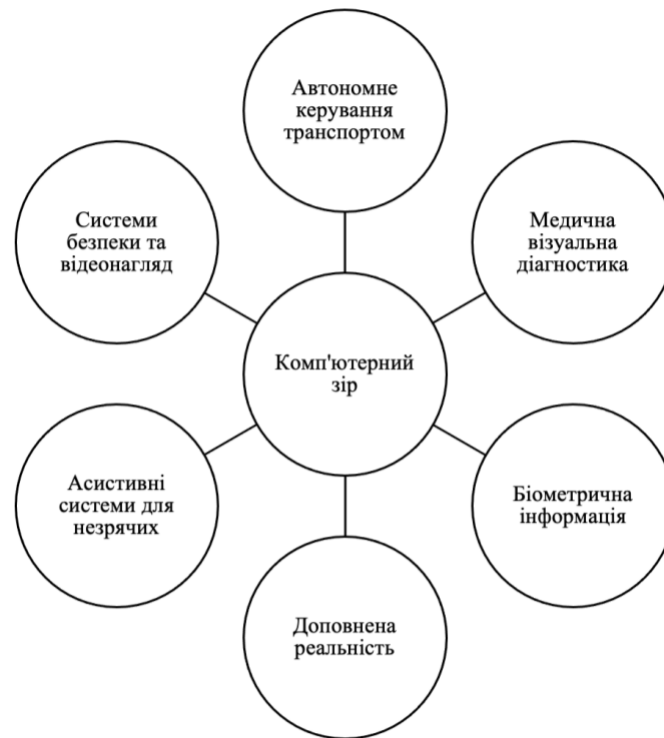 Автономне
керування
транспортом
Системи
безпеки та
відеонагляд
Медична
візуальна
діагностика
Комп'ютерний
зір
Асистивні
системи для
незрячих
Біометрична
інформація
Доповнена
реальність